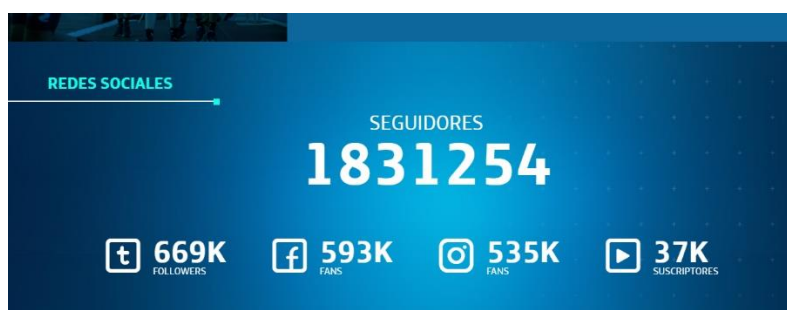 REDES SOCIALES
SEGUIDORES
1831254
669K
FOLLOWERS
593K
FANS
535K
FANS
37K
SUSCRIPTORES